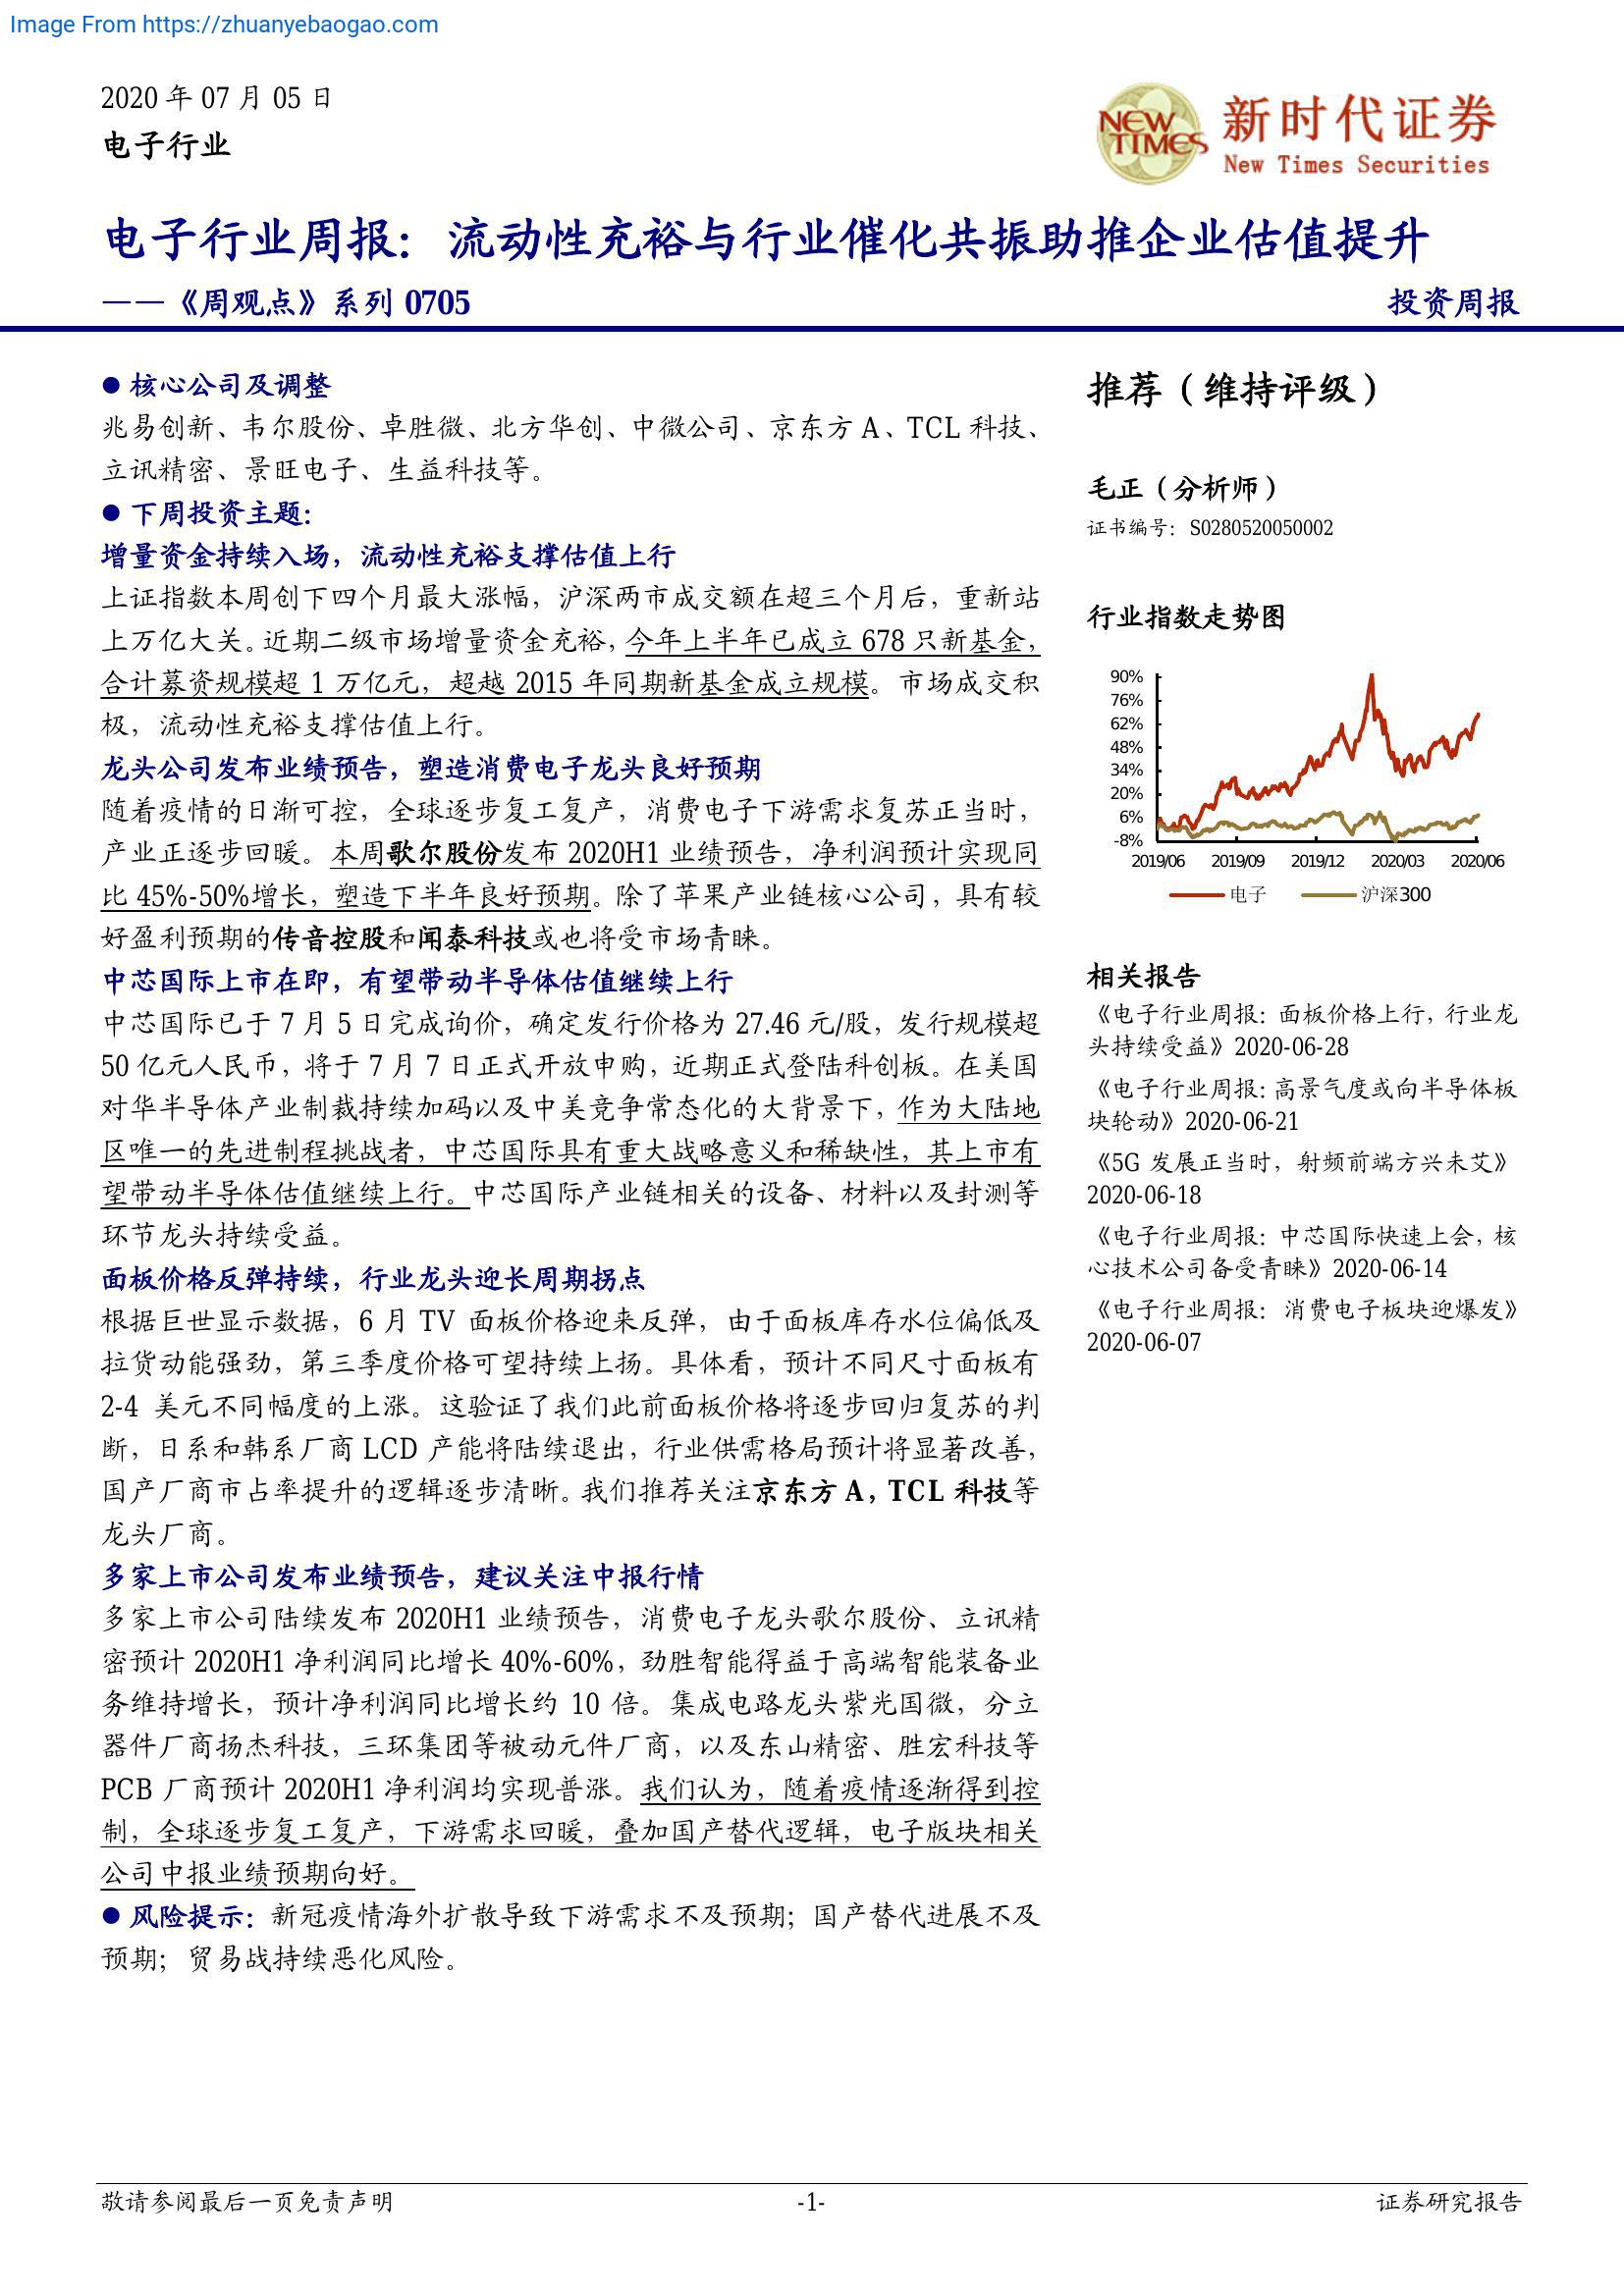 Image From https://zhuanyebaogao.com
2020 年 07 月 05 日
电子行业
NEW TIMES
新时代证券
New Times Securities
电子行业周报：流动性充裕与行业催化共振助推企业估值提升
——《周观点》系列 0705
投资周报
● 核心公司及调整
兆易创新、韦尔股份、卓胜微、北方华创、中微公司、京东方 A、TCL 科技、
立讯精密、景旺电子、生益科技等。
● 下周投资主题：
增量资金持续入场，流动性充裕支撑估值上行
上证指数本周创下四个月最大涨幅，沪深两市成交额在超三个月后，重新站
上万亿大关。近期二级市场增量资金充裕，今年上半年已成立 678 只新基金，
合计募资规模超 1 万亿元，超越 2015 年同期新基金成立规模。市场成交积
极，流动性充裕支撑估值上行。
龙头公司发布业绩预告，塑造消费电子龙头良好预期
随着疫情的日渐可控，全球逐步复工复产，消费电子下游需求复苏正当时，
产业正逐步回暖。本周歌尔股份发布 2020H1 业绩预告，净利润预计实现同
比 45%-50%增长，塑造下半年良好预期。除了苹果产业链核心公司，具有较
好盈利预期的传音控股和闻泰科技或也将受市场青睐。
中芯国际上市在即，有望带动半导体估值继续上行
中芯国际已于 7 月 5 日完成询价，确定发行价格为 27.46 元/股，发行规模超
50 亿元人民币，将于 7 月 7 日正式开放申购，近期正式登陆科创板。在美国
对华半导体产业制裁持续加码以及中美竞争常态化的大背景下，作为大陆地
区唯一的先进制程挑战者，中芯国际具有重大战略意义和稀缺性，其上市有
望带动半导体估值继续上行。中芯国际产业链相关的设备、材料以及封测等
环节龙头持续受益。
面板价格反弹持续，行业龙头迎长周期拐点
根据巨世显示数据，6 月 TV 面板价格迎来反弹，由于面板库存水位偏低及
拉货动能强劲，第三季度价格可望持续上扬。具体看，预计不同尺寸面板有
2-4 美元不同幅度的上涨。这验证了我们此前面板价格将逐步回归复苏的判
断，日系和韩系厂商 LCD 产能将陆续退出，行业供需格局预计将显著改善，
国产厂商市占率提升的逻辑逐步清晰。我们推荐关注京东方 A，TCL 科技等
龙头厂商。
多家上市公司发布业绩预告，建议关注中报行情
多家上市公司陆续发布 2020H1 业绩预告，消费电子龙头歌尔股份、立讯精
密预计 2020H1 净利润同比增长 40%-60%，劲胜智能得益于高端智能装备业
务维持增长，预计净利润同比增长约 10 倍。集成电路龙头紫光国微，分立
器件厂商扬杰科技，三环集团等被动元件厂商，以及东山精密、胜宏科技等
PCB 厂商预计 2020H1 净利润均实现普涨。我们认为，随着疫情逐渐得到控
制，全球逐步复工复产，下游需求回暖，叠加国产替代逻辑，电子版块相关
公司中报业绩预期向好。
● 风险提示：新冠疫情海外扩散导致下游需求不及预期；国产替代进展不及
预期；贸易战持续恶化风险。
推荐（维持评级）
毛正（分析师）
证书编号：S0280520050002
行业指数走势图
90%
76%
62%
48%
34%
20%
6%
-8%
2019/06 2019/09 2019/12 2020/03 2020/06
电子 沪深300
相关报告
《电子行业周报：面板价格上行，行业龙
头持续受益》2020-06-28
《电子行业周报：高景气度或向半导体板
块轮动》2020-06-21
《5G 发展正当时，射频前端方兴未艾》
2020-06-18
《电子行业周报：中芯国际快速上会，核
心技术公司备受青睐》2020-06-14
《电子行业周报：消费电子板块迎爆发》
2020-06-07
敬请参阅最后一页免责声明
-1-
证券研究报告